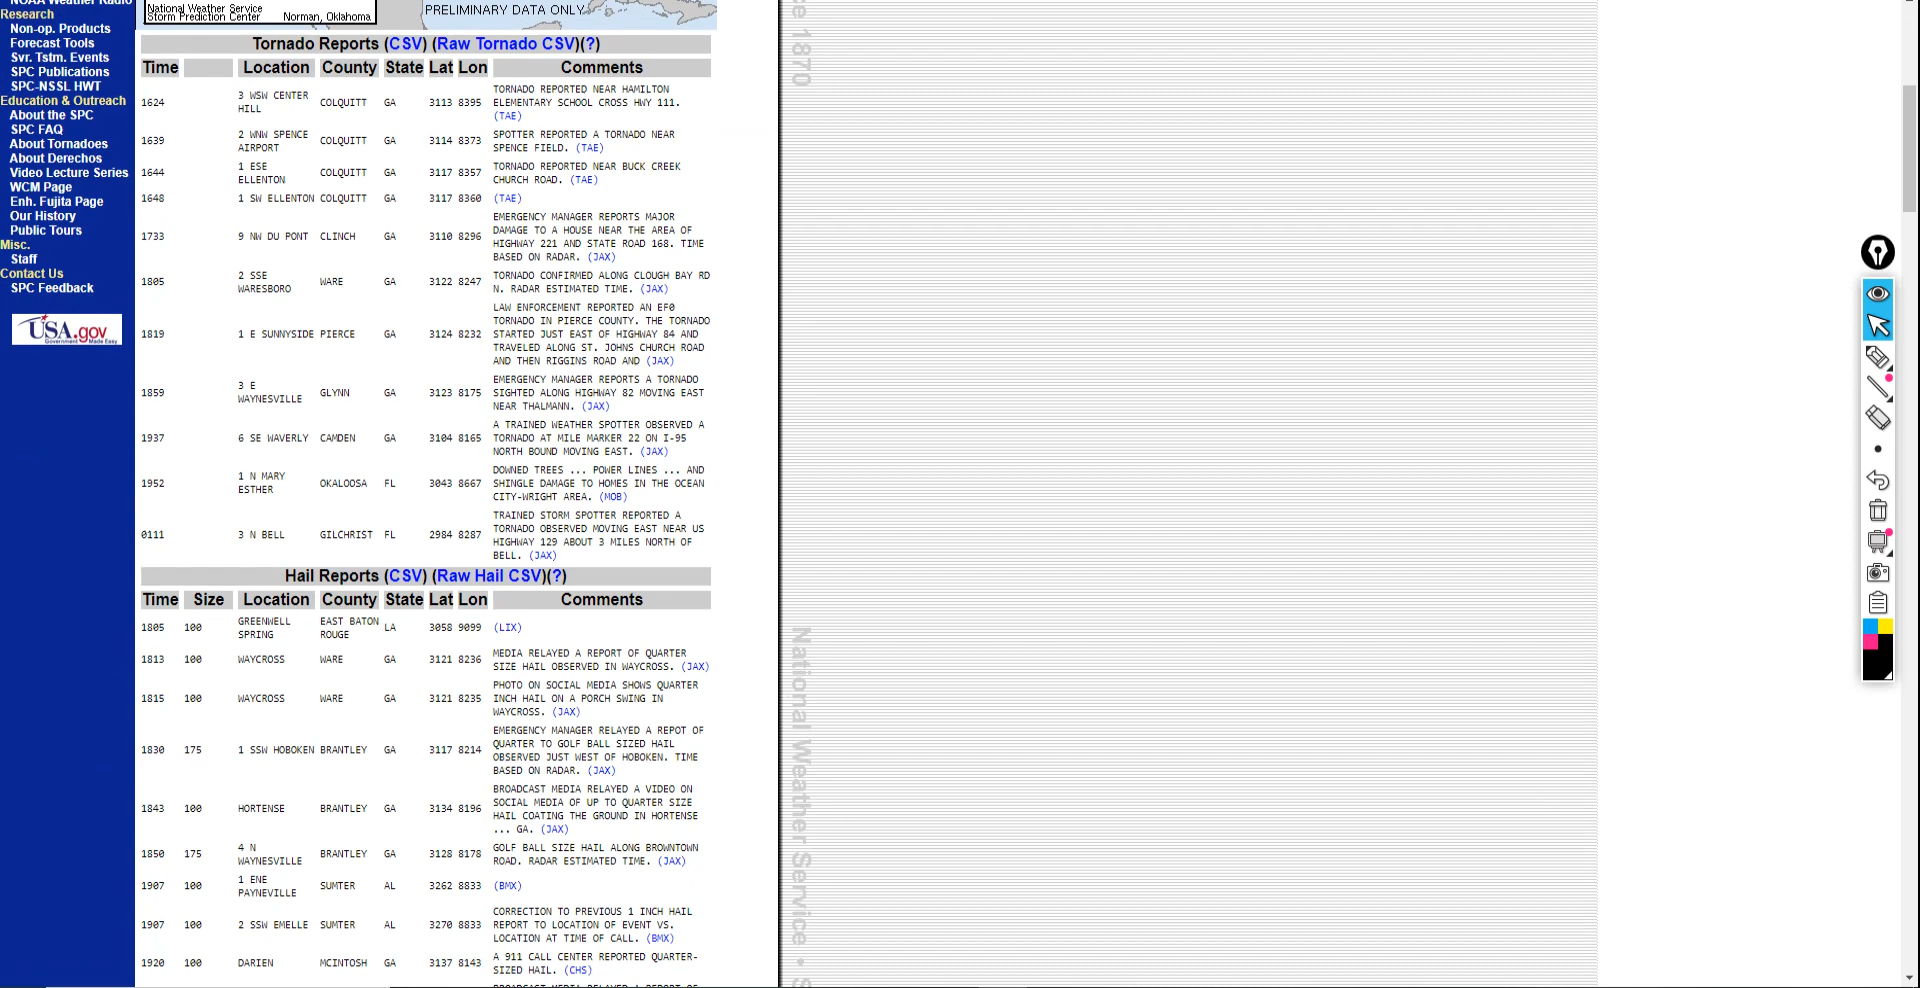 NOAA Weather Radio
Research
Non-op. Products
Forecast Tools
Svr. Tstm. Events
SPC Publications
SPC-NSSL HWT
Education & Outreach
About the SPC
SPC FAQ
About Tornadoes
About Derechos
Video Lecture Series
WCM Page
Enh. Fujita Page
Our History
Public Tours
Misc.
Staff
Contact Us
SPC Feedback
USA.gov
Government Made Easy
National Weather Service
Storm Prediction Center Norman, Oklahoma
PRELIMINARY DATA ONLY
Tornado Reports (CSV) (Raw Tornado CSV)(?)
Time Location County State Lat Lon Comments
1624 3 WSW CENTER HILL COLQUITT GA 3113 8395 TORNADO REPORTED NEAR HAMILTON
ELEMENTARY SCHOOL CROSS HWY 111.
(TAE)
1639 2 WNW SPENCE AIRPORT COLQUITT GA 3114 8373 SPOTTER REPORTED A TORNADO NEAR
SPENCE FIELD. (TAE)
1644 1 ESE ELLENTON COLQUITT GA 3117 8357 TORNADO REPORTED NEAR BUCK CREEK
CHURCH ROAD. (TAE)
1648 1 SW ELLENTON COLQUITT GA 3117 8360 (TAE)
1733 9 NW DU PONT CLINCH GA 3110 8296 EMERGENCY MANAGER REPORTS MAJOR
DAMAGE TO A HOUSE NEAR THE AREA OF
HIGHWAY 221 AND STATE ROAD 168. TIME
BASED ON RADAR. (JAX)
1805 2 SSE WARESBORO WARE GA 3122 8247 TORNADO CONFIRMED ALONG CLOUGH BAY RD
N. RADAR ESTIMATED TIME. (JAX)
1819 1 E SUNNYSIDE PIERCE GA 3124 8232 LAW ENFORCEMENT REPORTED AN EF0
TORNADO IN PIERCE COUNTY. THE TORNADO
STARTED JUST EAST OF HIGHWAY 84 AND
TRAVELED ALONG ST. JOHNS CHURCH ROAD
AND THEN RIGGINS ROAD AND (JAX)
1859 3 E WAYNESVILLE GLYNN GA 3123 8175 EMERGENCY MANAGER REPORTS A TORNADO
SIGHTED ALONG HIGHWAY 82 MOVING EAST
NEAR THALMANN. (JAX)
1937 6 SE WAVERLY CAMDEN GA 3104 8165 A TRAINED WEATHER SPOTTER OBSERVED A
TORNADO AT MILE MARKER 22 ON I-95
NORTH BOUND MOVING EAST. (JAX)
1952 1 N MARY ESTHER OKALOOSA FL 3043 8667 DOWNED TREES ... POWER LINES ... AND
SHINGLE DAMAGE TO HOMES IN THE OCEAN
CITY-WRIGHT AREA. (MOB)
0111 3 N BELL GILCHRIST FL 2984 8287 TRAINED STORM SPOTTER REPORTED A
TORNADO OBSERVED MOVING EAST NEAR US
HIGHWAY 129 ABOUT 3 MILES NORTH OF
BELL. (JAX)
Hail Reports (CSV) (Raw Hail CSV)(?)
Time Size Location County State Lat Lon Comments
1805 100 GREENWELL SPRING EAST BATON ROUGE LA 3058 9099 (LIX)
1813 100 WAYCROSS WARE GA 3121 8236 MEDIA RELAYED A REPORT OF QUARTER
SIZE HAIL OBSERVED IN WAYCROSS. (JAX)
1815 100 WAYCROSS WARE GA 3121 8235 PHOTO ON SOCIAL MEDIA SHOWS QUARTER
INCH HAIL ON A PORCH SWING IN
WAYCROSS. (JAX)
1830 175 1 SSW HOBOKEN BRANTLEY GA 3117 8214 EMERGENCY MANAGER RELAYED A REPOT OF
QUARTER TO GOLF BALL SIZED HAIL
OBSERVED JUST WEST OF HOBOKEN. TIME
BASED ON RADAR. (JAX)
1843 100 HORTENSE BRANTLEY GA 3134 8196 BROADCAST MEDIA RELAYED A VIDEO ON
SOCIAL MEDIA OF UP TO QUARTER SIZE
HAIL COATING THE GROUND IN HORTENSE
... GA. (JAX)
1850 175 4 N WAYNESVILLE BRANTLEY GA 3128 8178 GOLF BALL SIZE HAIL ALONG BROWNTOWN
ROAD. RADAR ESTIMATED TIME. (JAX)
1907 100 1 ENE PAYNEVILLE SUMTER AL 3262 8833 (BMX)
1907 100 2 SSW EMELLE SUMTER AL 3270 8833 CORRECTION TO PREVIOUS 1 INCH HAIL
REPORT TO LOCATION OF EVENT VS.
LOCATION AT TIME OF CALL. (BMX)
1920 100 DARIEN MCINTOSH GA 3137 8143 A 911 CALL CENTER REPORTED QUARTER-
SIZED HAIL. (CHS)
ce 1870
National Weather Service • S